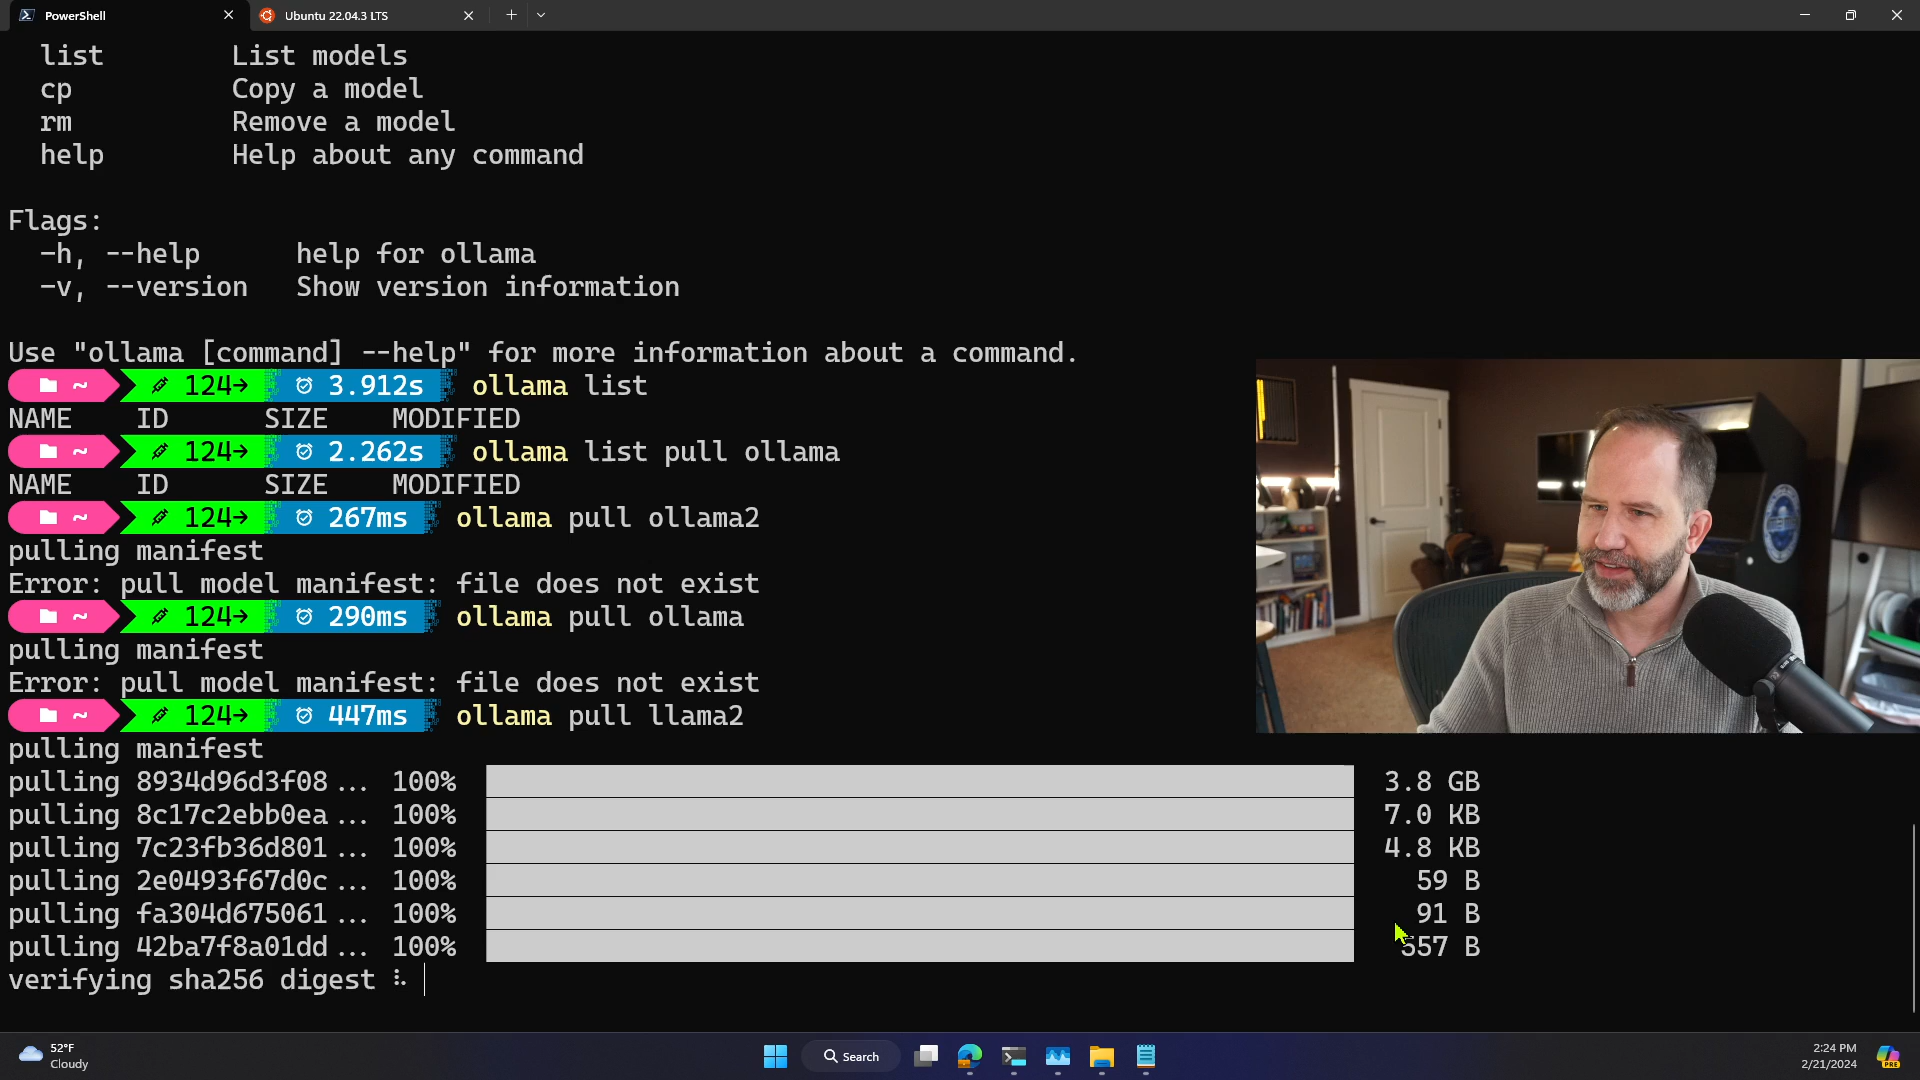 PowerShell
Ubuntu 22.04.3 LTS
list List models
cp Copy a model
rm Remove a model
help Help about any command
Flags:
-h, --help help for ollama
-v, --version Show version information
Use "ollama [command] --help" for more information about a command.
~ 124→ 3.912s ollama list
NAME ID SIZE MODIFIED
~ 124→ 2.262s ollama list pull ollama
NAME ID SIZE MODIFIED
~ 124→ 267ms ollama pull ollama2
pulling manifest
Error: pull model manifest: file does not exist
~ 124→ 290ms ollama pull ollama
pulling manifest
Error: pull model manifest: file does not exist
~ 124→ 447ms ollama pull llama2
pulling manifest
pulling 8934d96d3f08... 100% 3.8 GB
pulling 8c17c2ebb0ea... 100% 7.0 KB
pulling 7c23fb36d801... 100% 4.8 KB
pulling 2e0493f67d0c... 100% 59 B
pulling fa304d675061... 100% 91 B
pulling 42ba7f8a01dd... 100% 557 B
verifying sha256 digest
52°F
Cloudy
Search
2:24 PM
2/21/2024
PRE